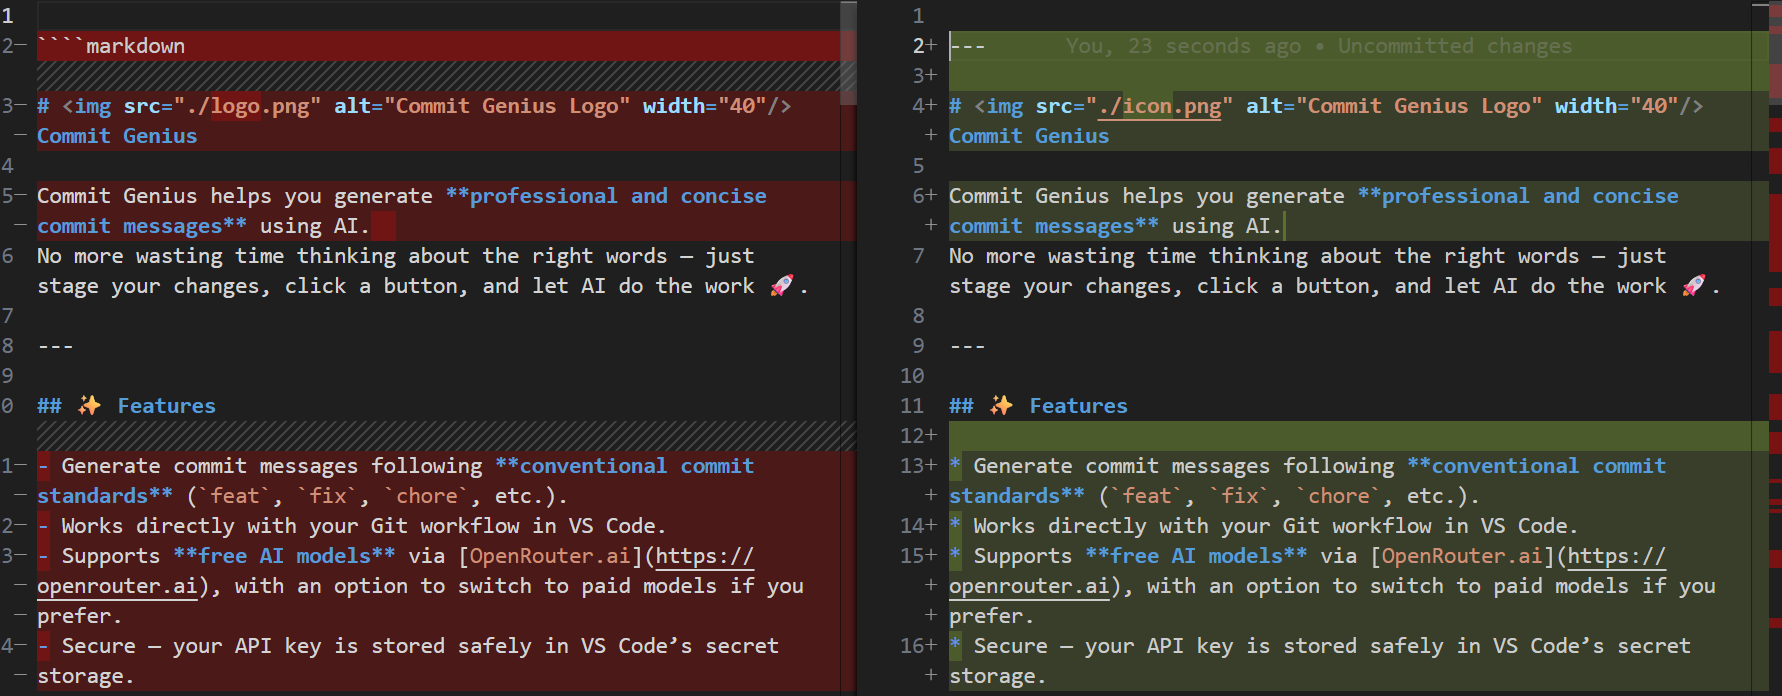 1
2− ````markdown
3− # <img src="./logo.png" alt="Commit Genius Logo" width="40"/>
− Commit Genius
4
5− Commit Genius helps you generate **professional and concise
− commit messages** using AI.
6 No more wasting time thinking about the right words — just
stage your changes, click a button, and let AI do the work 🚀.
7
8 ---
9
0 ## ✨ Features
1− - Generate commit messages following **conventional commit
− standards** (`feat`, `fix`, `chore`, etc.).
2− - Works directly with your Git workflow in VS Code.
3− - Supports **free AI models** via [OpenRouter.ai](https://
− openrouter.ai), with an option to switch to paid models if you
− prefer.
4− - Secure — your API key is stored safely in VS Code’s secret
− storage.
1
2+ --- You, 23 seconds ago • Uncommitted changes
3+
4+ # <img src="./icon.png" alt="Commit Genius Logo" width="40"/>
+ Commit Genius
5
6+ Commit Genius helps you generate **professional and concise
+ commit messages** using AI.
7 No more wasting time thinking about the right words — just
stage your changes, click a button, and let AI do the work 🚀.
8
9 ---
10
11 ## ✨ Features
12+
13+ * Generate commit messages following **conventional commit
+ standards** (`feat`, `fix`, `chore`, etc.).
14+ * Works directly with your Git workflow in VS Code.
15+ * Supports **free AI models** via [OpenRouter.ai](https://
+ openrouter.ai), with an option to switch to paid models if you
+ prefer.
16+ * Secure — your API key is stored safely in VS Code’s secret
+ storage.